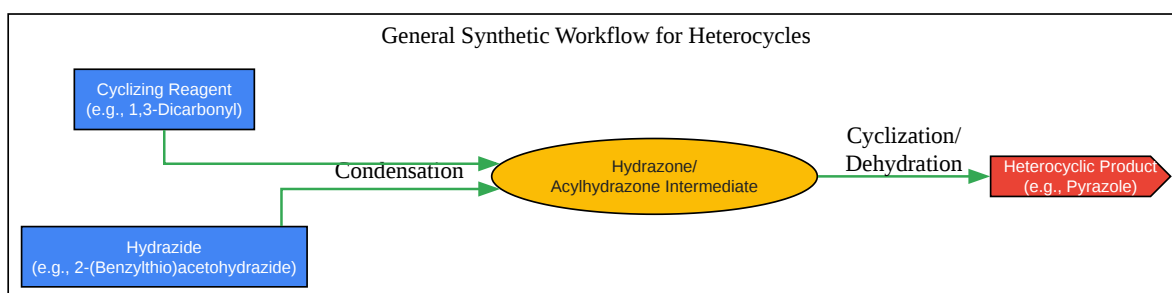 General Synthetic Workflow for Heterocycles
Cyclizing Reagent
(e.g., 1,3-Dicarbonyl)
Condensation
Hydrazide
(e.g., 2-(Benzylthio)acetohydrazide)
Hydrazone/
Acylhydrazone Intermediate
Cyclization/
Dehydration
Heterocyclic Product
(e.g., Pyrazole)